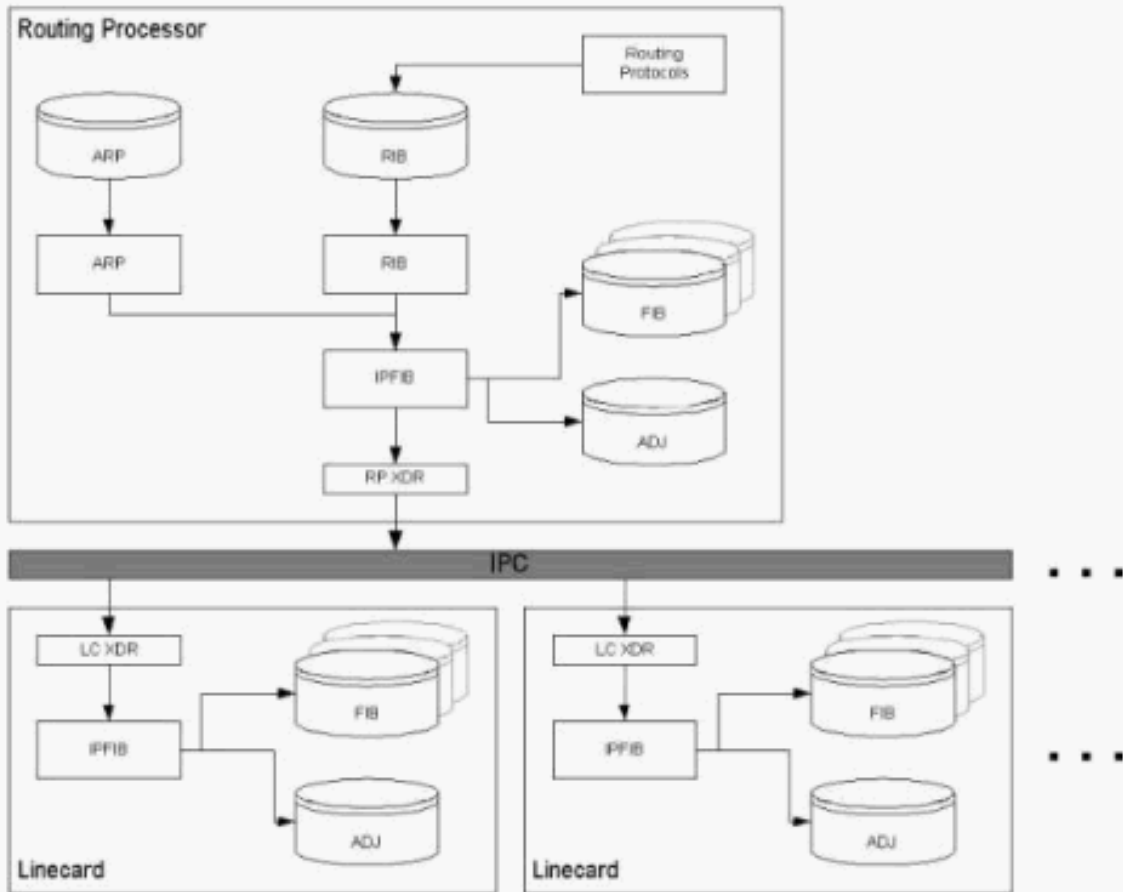 Routing Processor
Routing
Protocols
ARP
RIB
ARP
RIB
FIB
IPFIB
ADJ
RP XDR
IPC
LC XDR
FIB
IPFIB
ADJ
Linecard
LC XDR
FIB
IPFIB
ADJ
Linecard